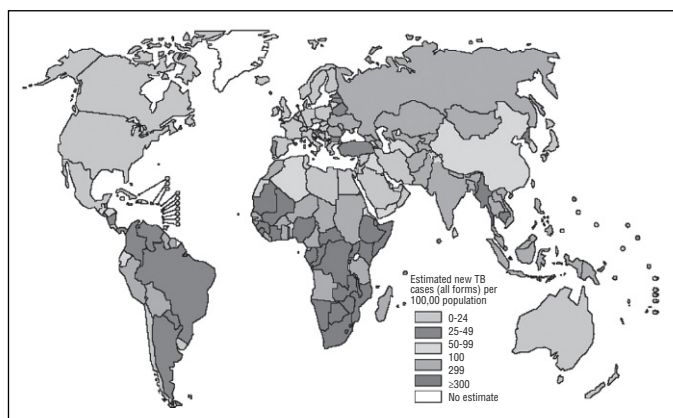 Estimated new TB
cases (all forms) per
100,00 population
0-24
25-49
50-99
100
299
≥300
No estimate